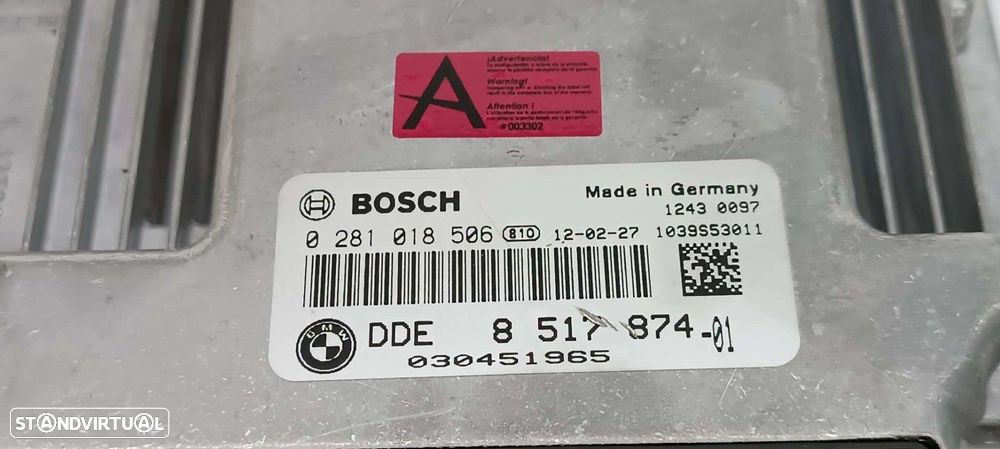 A
¡Advertencia!
Warning!
Attention !
#003302
BOSCH
Made in Germany
1243 0097
0 281 018 506 810 12-02-27 1039S53011
BMW DDE 8 517 874-01
030451965
STANDVIRTUAL